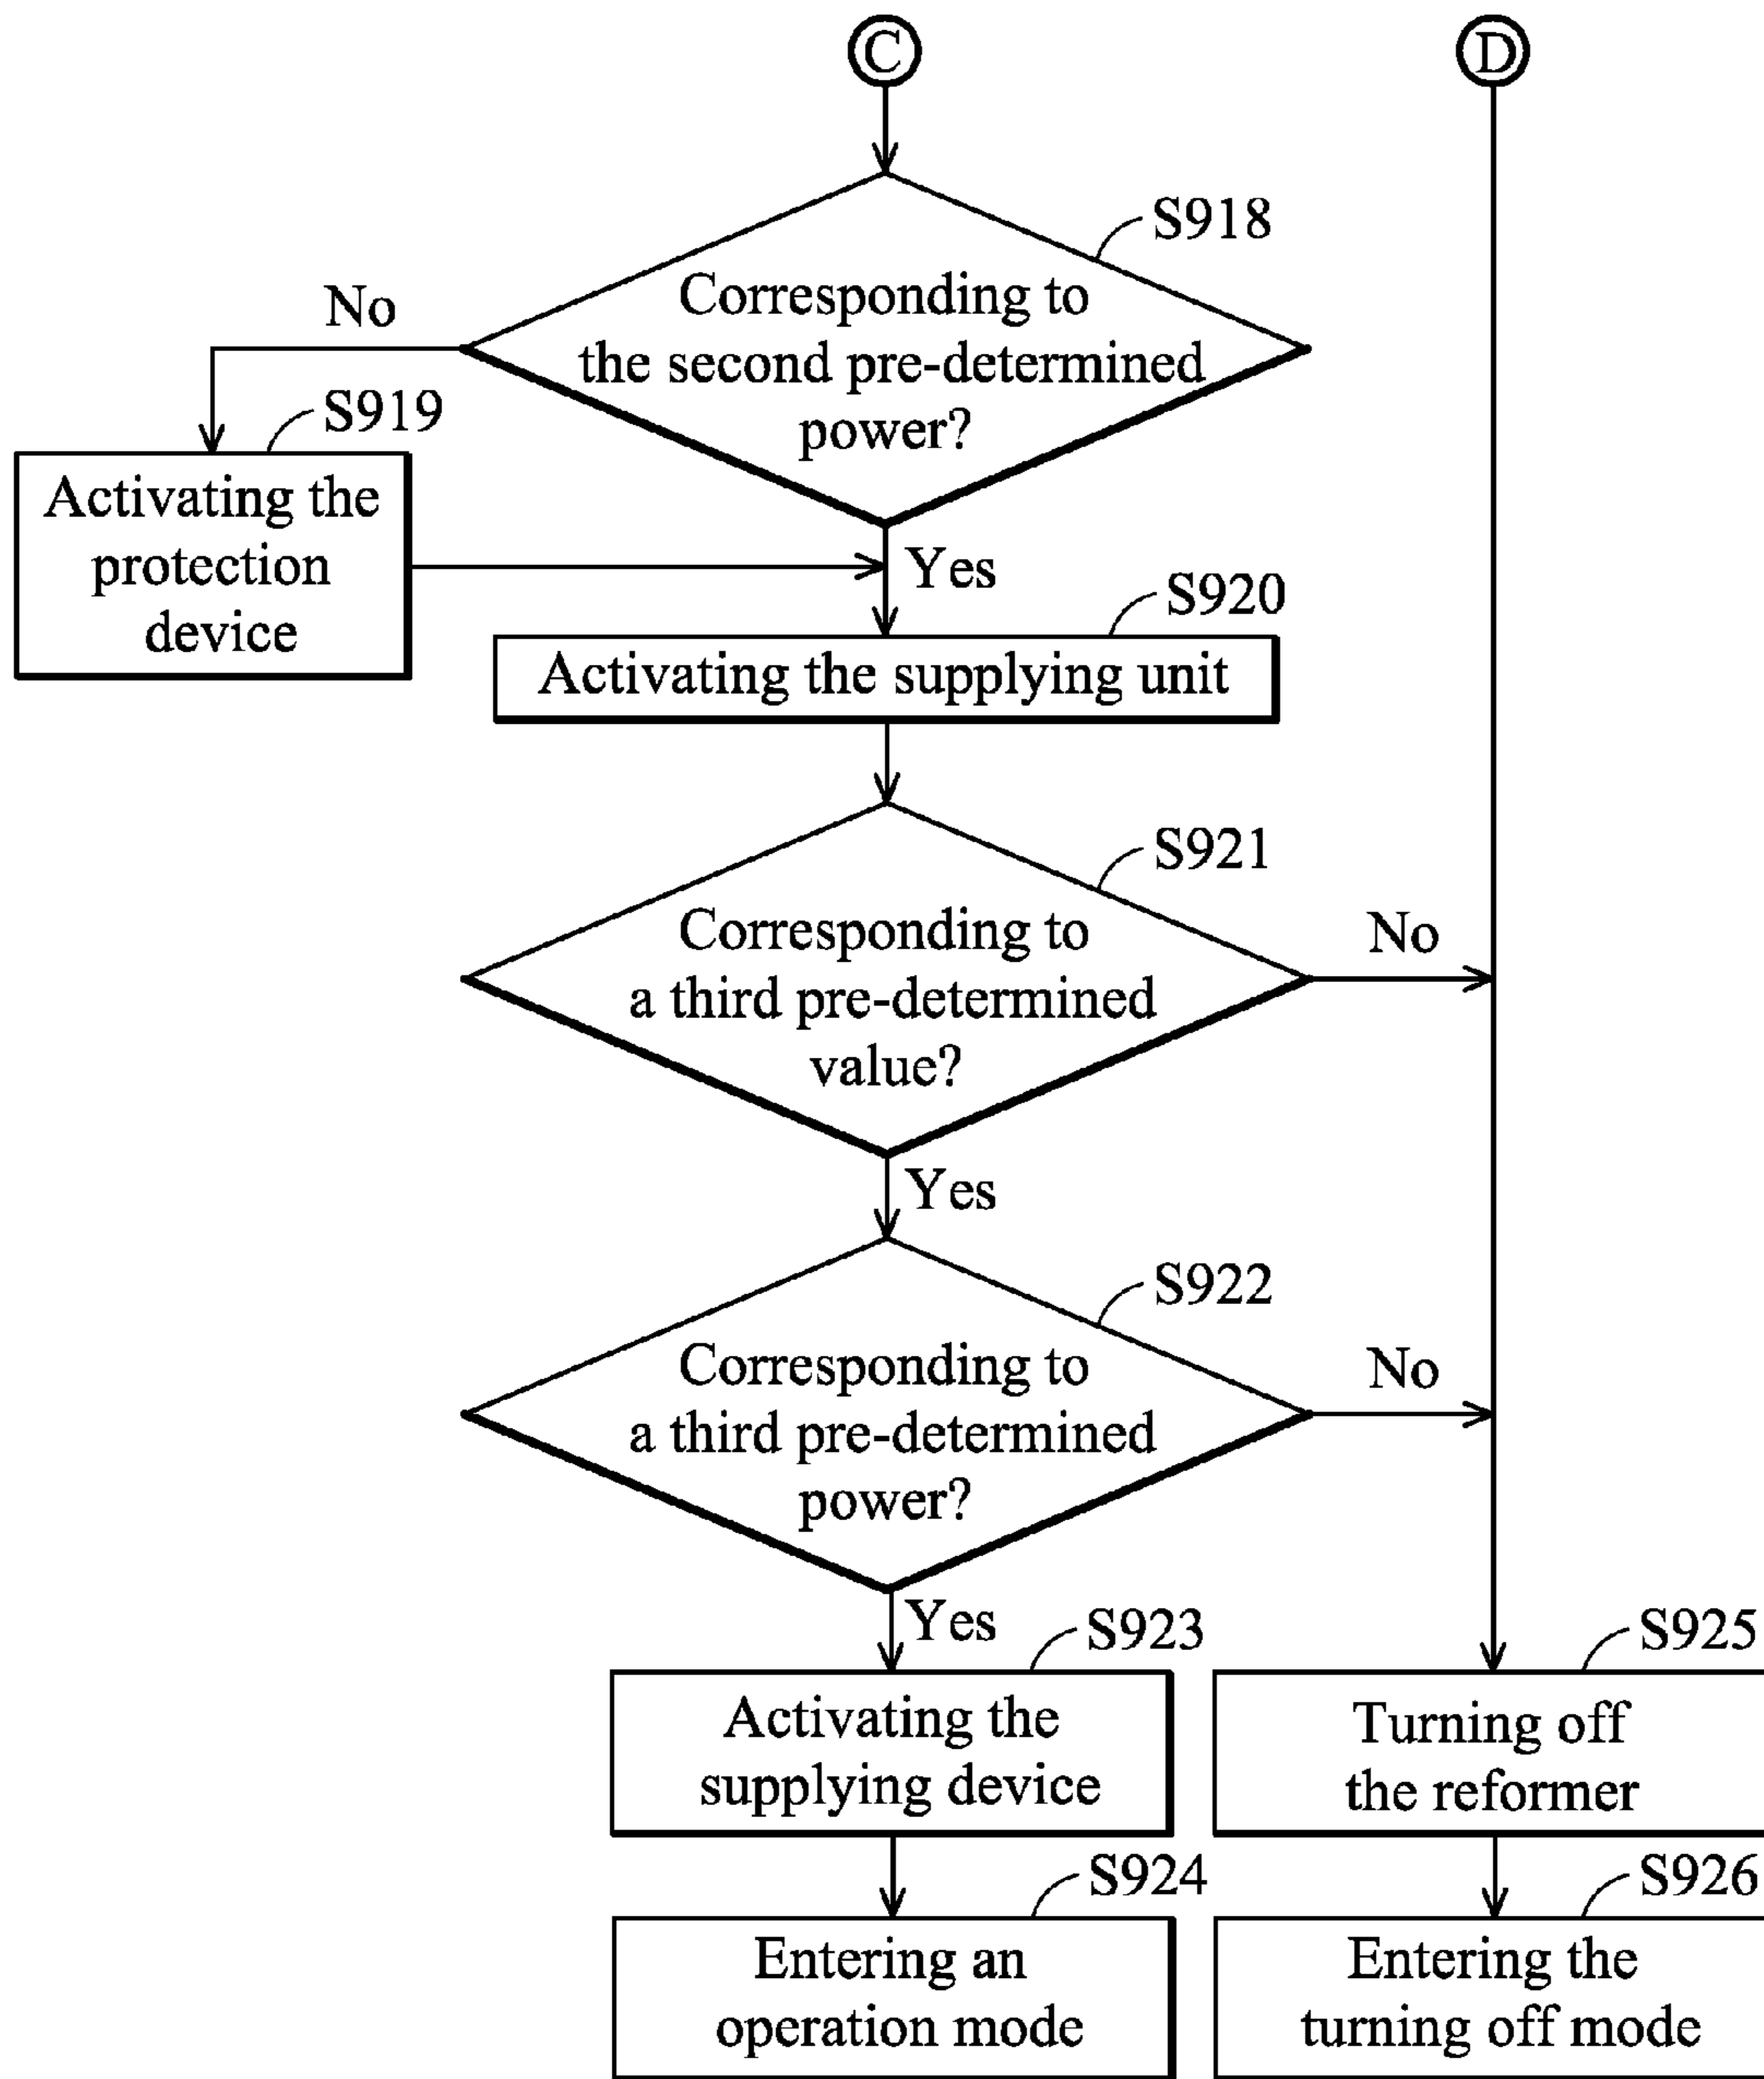 C
D
S918
Corresponding to
the second pre-determined
power?
No
S919
Activating the
protection
device
Yes
S920
Activating the supplying unit
S921
Corresponding to
a third pre-determined
value?
No
Yes
S922
Corresponding to
a third pre-determined
power?
No
Yes
S923
Activating the
supplying device
S925
Turning off
the reformer
S924
Entering an
operation mode
S926
Entering the
turning off mode